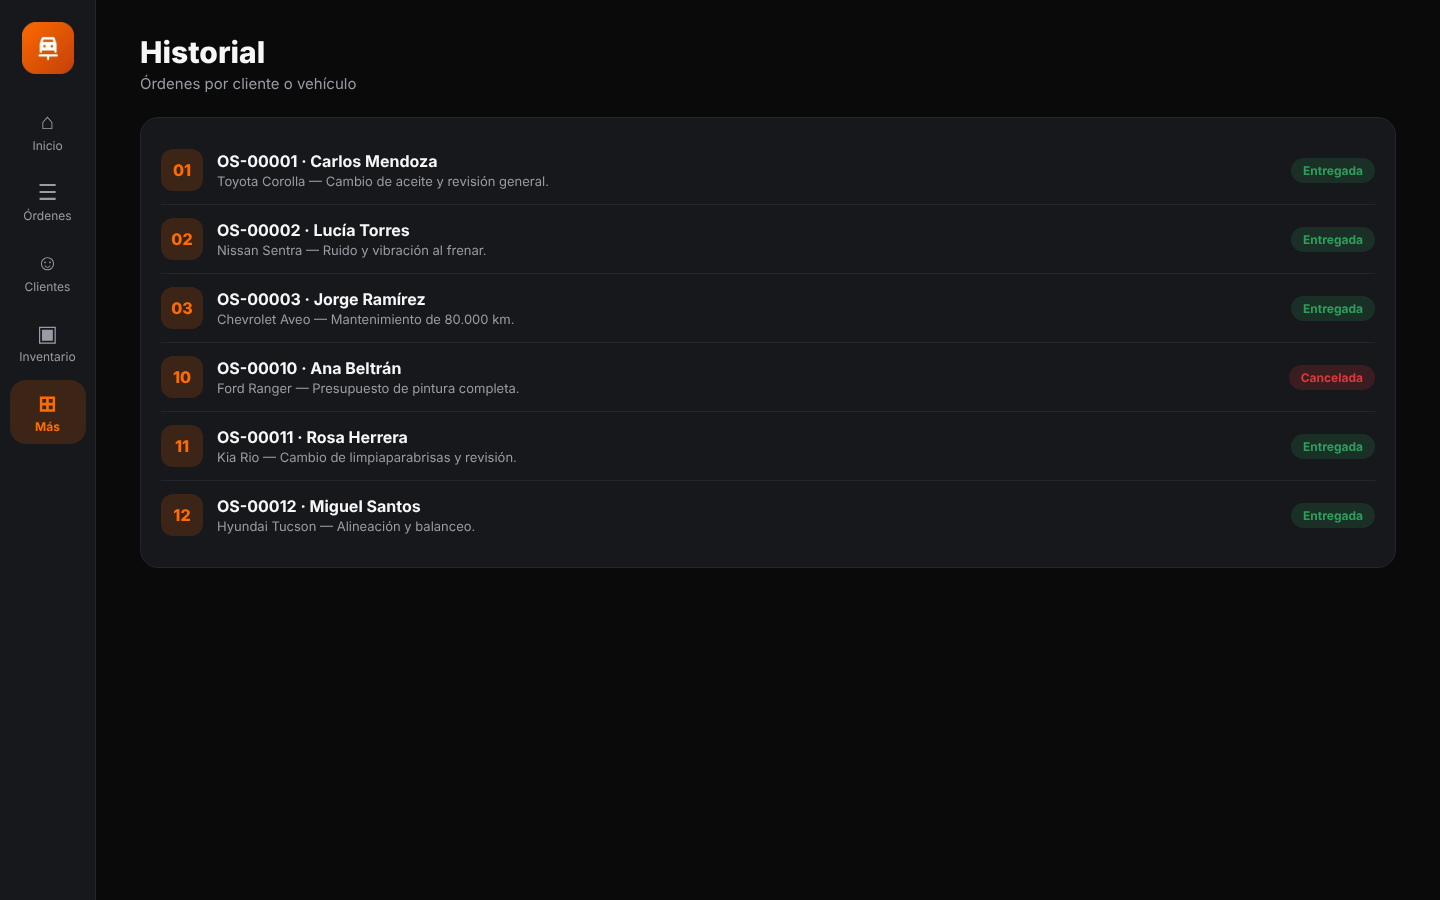 Historial
Órdenes por cliente o vehículo
Inicio
Órdenes
Clientes
Inventario
Más
01
OS-00001 · Carlos Mendoza
Toyota Corolla — Cambio de aceite y revisión general.
Entregada
02
OS-00002 · Lucía Torres
Nissan Sentra — Ruido y vibración al frenar.
Entregada
03
OS-00003 · Jorge Ramírez
Chevrolet Aveo — Mantenimiento de 80.000 km.
Entregada
10
OS-00010 · Ana Beltrán
Ford Ranger — Presupuesto de pintura completa.
Cancelada
11
OS-00011 · Rosa Herrera
Kia Rio — Cambio de limpiaparabrisas y revisión.
Entregada
12
OS-00012 · Miguel Santos
Hyundai Tucson — Alineación y balanceo.
Entregada